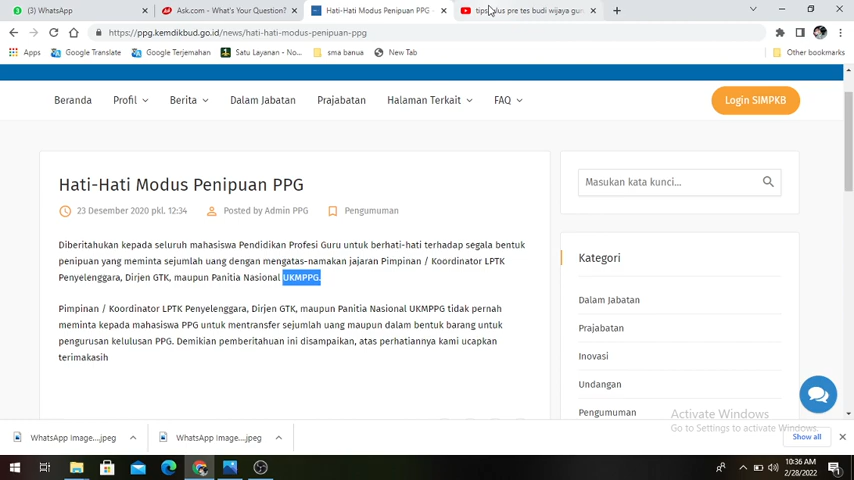 (3) WhatsApp
Ask.com - What's Your Question?
Hati-Hati Modus Penipuan PPG -
pre tes budi wijaya
https://ppg.kemdikbud.go.id/news/hati-hati-modus-penipuan-ppg
Apps
Google Translate
Google Terjemahan
Satu Layanan - No...
sma banua
New Tab
Other bookmarks
Beranda
Profil
Berita
Dalam Jabatan
Prajabatan
Halaman Terkait
FAQ
Login SIMPKB
Hati-Hati Modus Penipuan PPG
23 Desember 2020 pkl. 12:34
Posted by Admin PPG
Pengumuman
Diberitahukan kepada seluruh mahasiswa Pendidikan Profesi Guru untuk berhati-hati terhadap segala bentuk
penipuan yang meminta sejumlah uang dengan mengatas-namakan jajaran Pimpinan / Koordinator LPTK
Penyelenggara, Dirjen GTK, maupun Panitia Nasional UKMPPG.
Pimpinan / Koordinator LPTK Penyelenggara, Dirjen GTK, maupun Panitia Nasional UKMPPG tidak pernah
meminta kepada mahasiswa PPG untuk mentransfer sejumlah uang maupun dalam bentuk barang untuk
pengurusan kelulusan PPG. Demikian pemberitahuan ini disampaikan, atas perhatiannya kami ucapkan
terimakasih
Masukan kata kunci...
Kategori
Dalam Jabatan
Prajabatan
Inovasi
Undangan
Pengumuman
Activate Windows
Go to Settings to activate Windows.
WhatsApp Image....jpeg
WhatsApp Image....jpeg
Show all
10:36 AM
2/28/2022